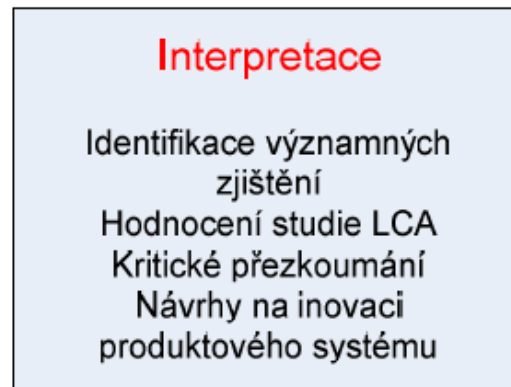 Interpretace
Identifikace významných
zjištění
Hodnocení studie LCA
Kritické přezkoumání
Návrhy na inovaci
produktového systému